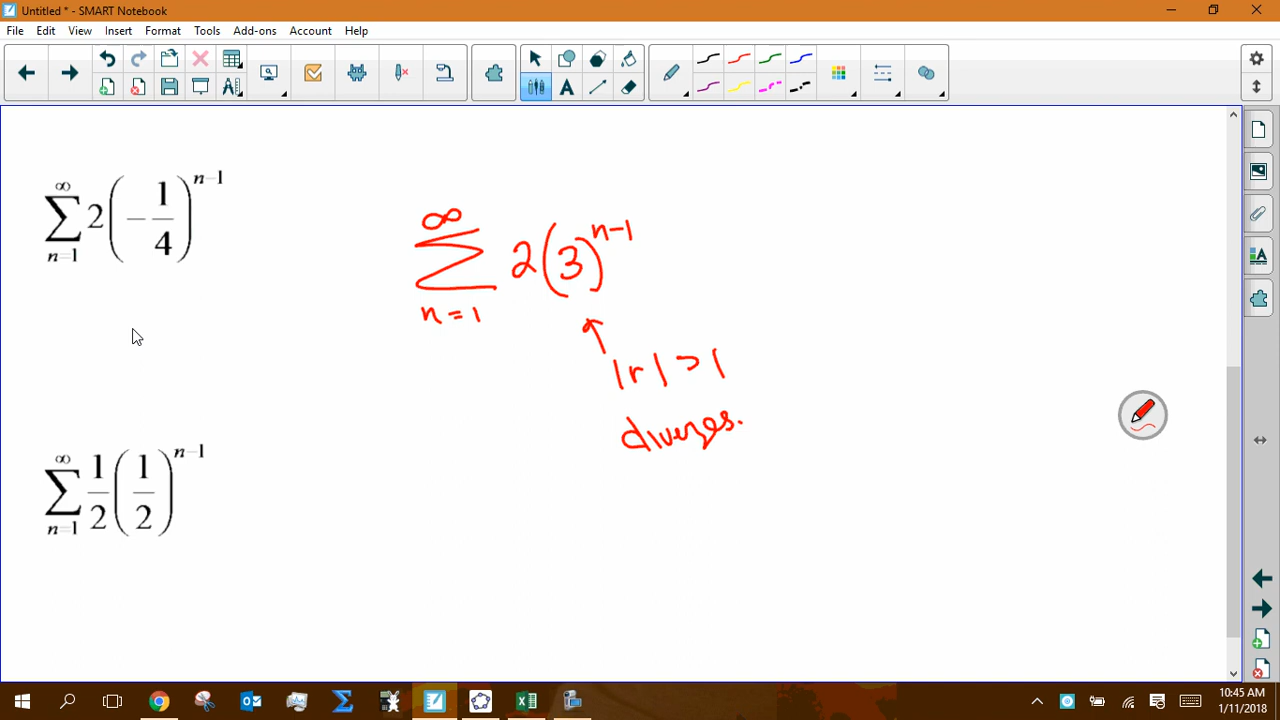 Untitled * - SMART Notebook
File Edit View Insert Format Tools Add-ons Account Help
∞
∑ 2(-1/4)^{n-1}
n=1
∞
∑ 2(3)^{n-1}
n=1
|r| > 1
diverges.
∞
∑ 1/2(1/2)^{n-1}
n=1
10:45 AM
1/11/2018